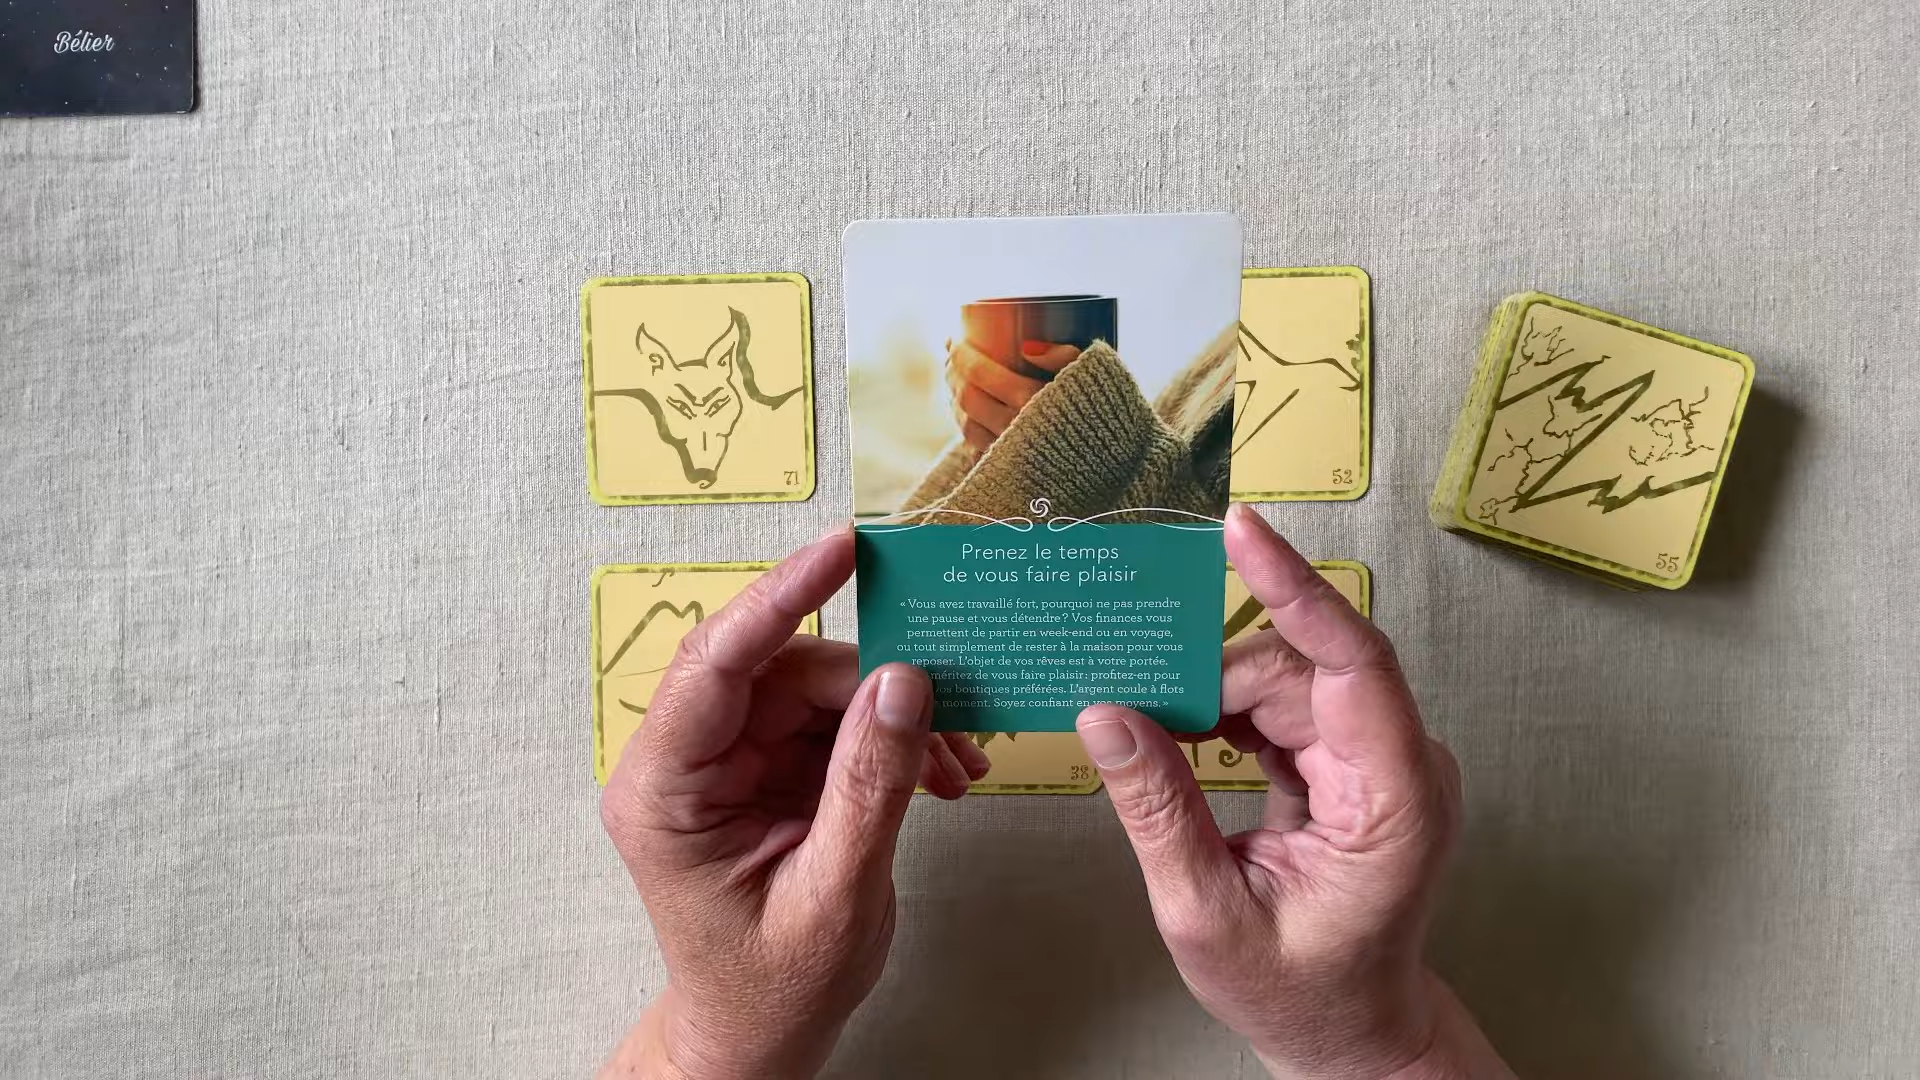 Bélier
71
52
55
Prenez le temps
de vous faire plaisir
« Vous avez travaillé fort, pourquoi ne pas prendre
une pause et vous détendre ? Vos finances vous
permettent de partir en week-end ou en voyage,
ou tout simplement de rester à la maison pour vous
reposer. L'objet de vos rêves est à votre portée.
méritez de vous faire plaisir : profitez-en pour
vos boutiques préférées. L'argent coule à flots
moment. Soyez confiant en vos moyens. »
38